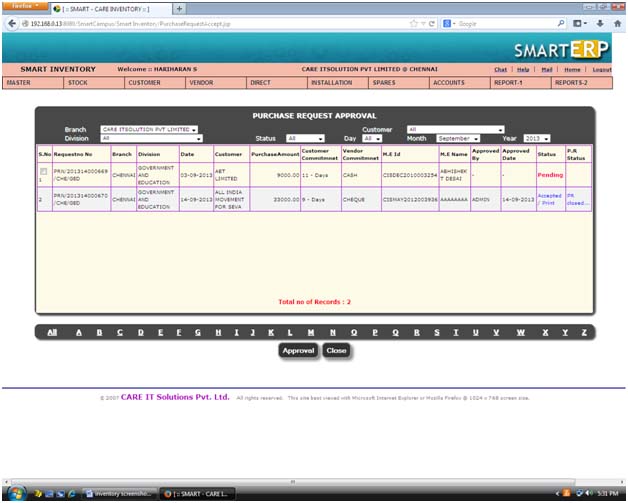 Firefox
[ :: SMART - CARE INVENTORY :: ]
192.168.0.13:8089/SmartCampus/Smart Inventory/PurchaseRequestAccept.jsp
Google
SMART ERP
SMART INVENTORY Welcome :: HARIHARAN S CARE ITSOLUTION PVT LIMITED @ CHENNAI Chat | Help | Mail | Home | Logout
MASTER STOCK CUSTOMER VENDOR DIRECT INSTALLATION SPARES ACCOUNTS REPORT-1 REPORTS-2
PURCHASE REQUEST APPROVAL
Branch CARE ITSOLUTION PVT LIMITED Customer All
Division All Status All Day All Month September Year 2013
S.No Requestno No Branch Division Date Customer PurchaseAmount Customer Commitmnet Vendor Commitmnet M.E Id M.E Name Approved By Approved Date Status P.R Status
1 PRN/201314000669 /CHE/GED CHENNAI GOVERNMENT AND EDUCATION 03-09-2013 AET LIMITED 9000.00 11 - Days CASH CISDEC2010003254 ABHISHEK T DESAI - - Pending
2 PRN/201314000670 /CHE/GED CHENNAI GOVERNMENT AND EDUCATION 14-09-2013 ALL INDIA MOVEMENT FOR SEVA 33000.00 9 - Days CHEQUE CISMAY2012003936 AAAAAAAA ADMIN 14-09-2013 Accepted / Print PR closed...
Total no of Records : 2
All A B C D E F G H I J K L M N O P Q R S T U V W X Y Z
Approval Close
© 2007 CARE IT Solutions Pvt. Ltd. All rights reserved. This site best viewed with Microsoft Internet Explorer or Mozilla Firefox @ 1024 x 768 screen size.
inventory screensho... [ :: SMART - CARE I... 5:31 PM